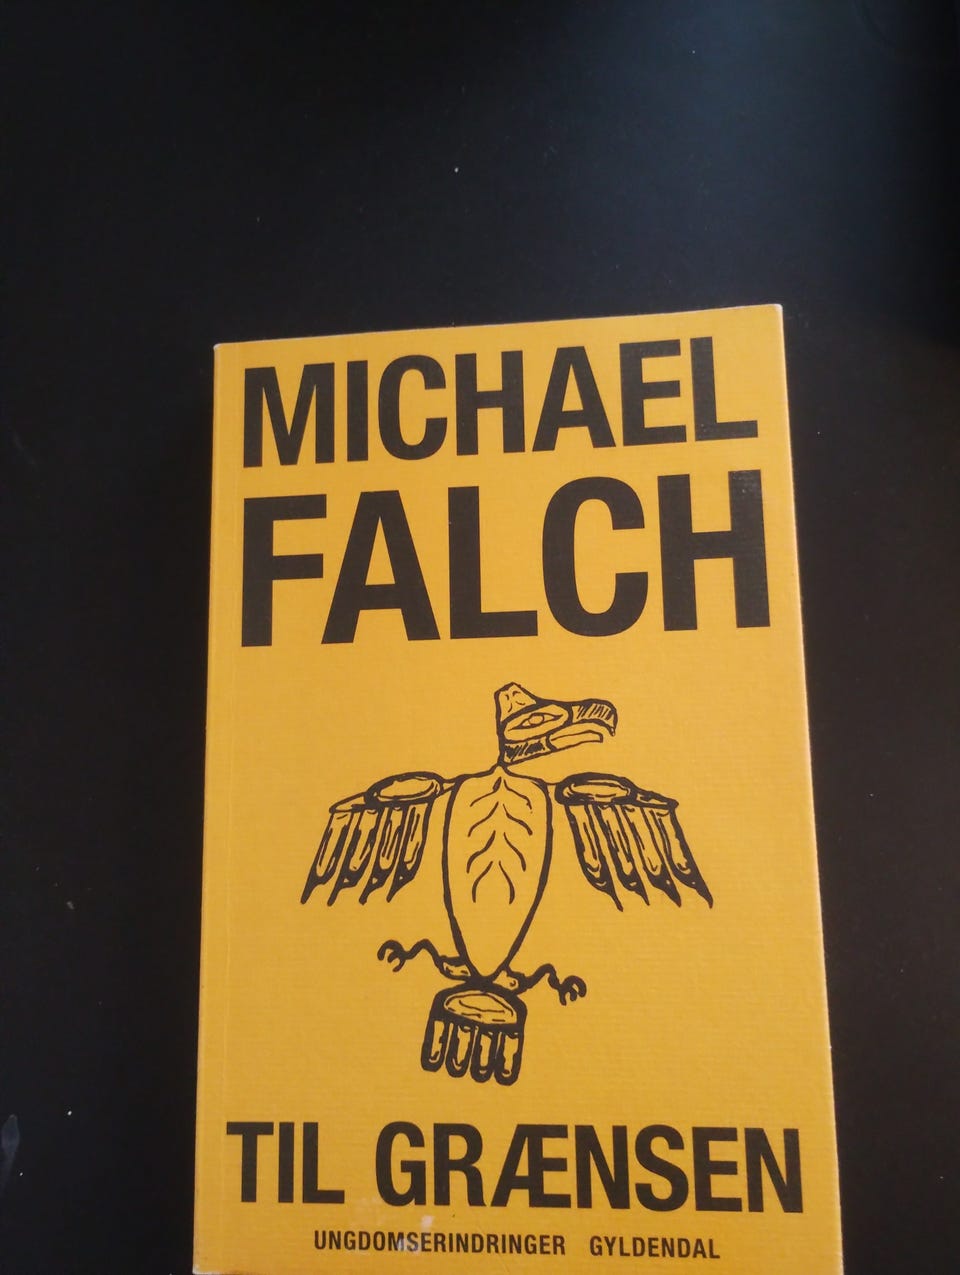 MICHAEL
FALCH
TIL GRÆNSEN
UNGDOMSERINDRINGER GYLDENDAL